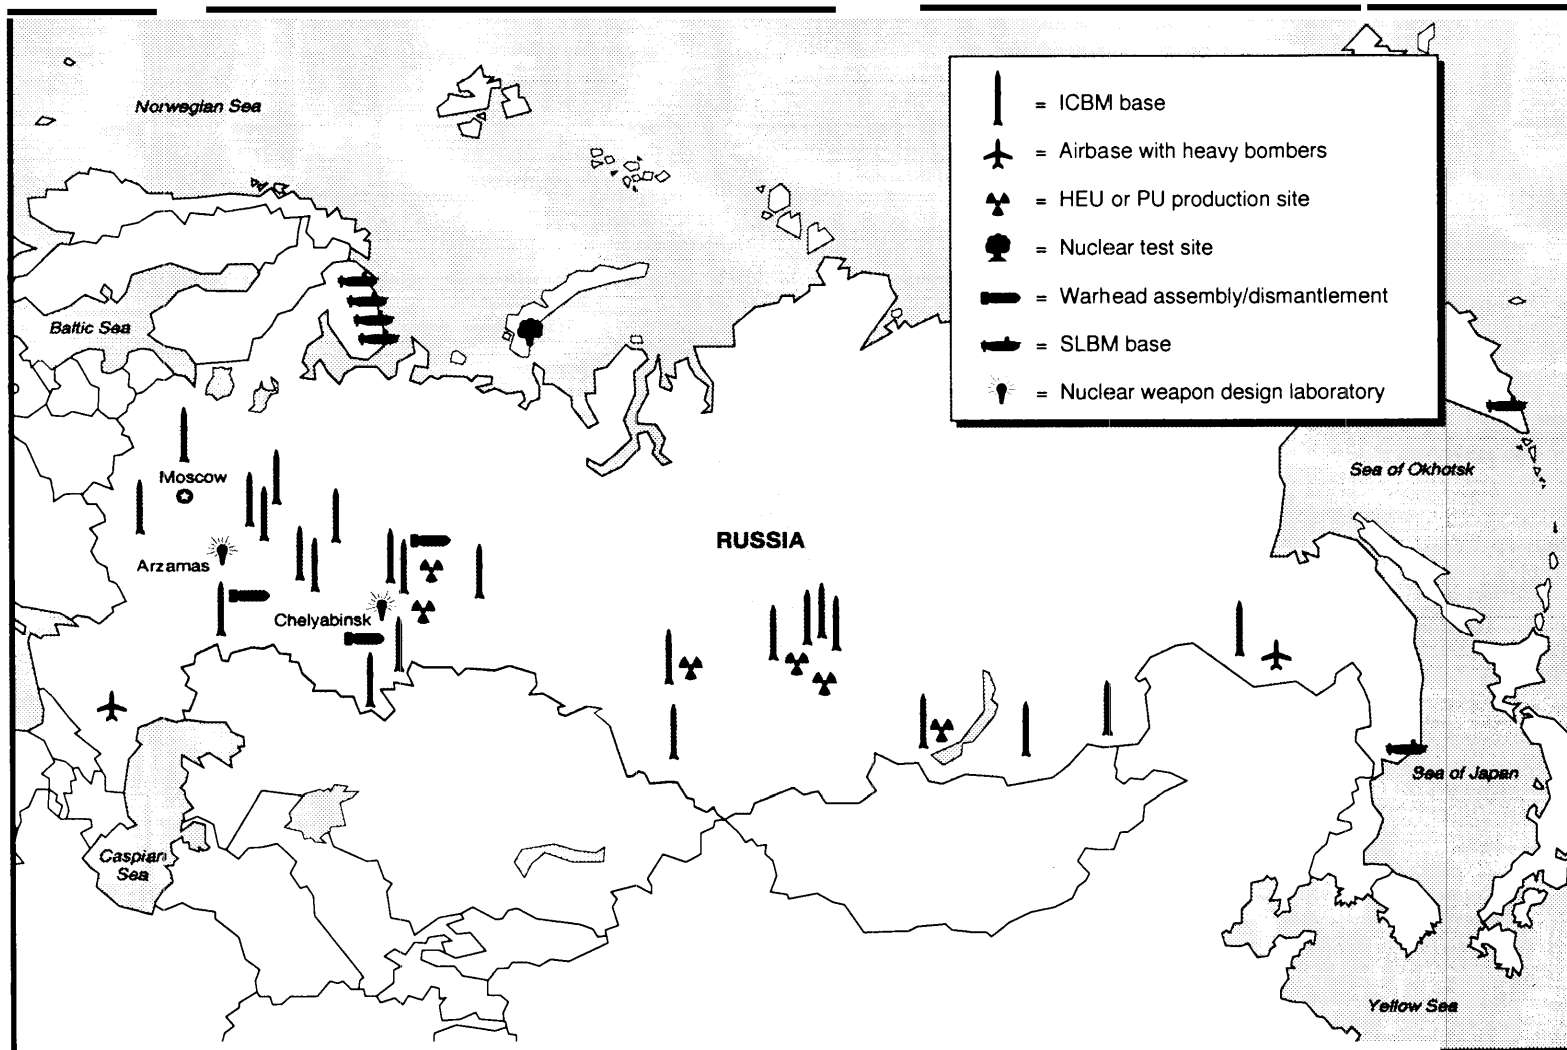 Norwegian Sea
= ICBM base
= Airbase with heavy bombers
= HEU or PU production site
= Nuclear test site
= Warhead assembly/dismantlement
= SLBM base
= Nuclear weapon design laboratory
Baltic Sea
Moscow
Sea of Okhotsk
RUSSIA
Arzamas
Chelyabinsk
Sea of Japan
Caspian
Sea
Yellow Sea